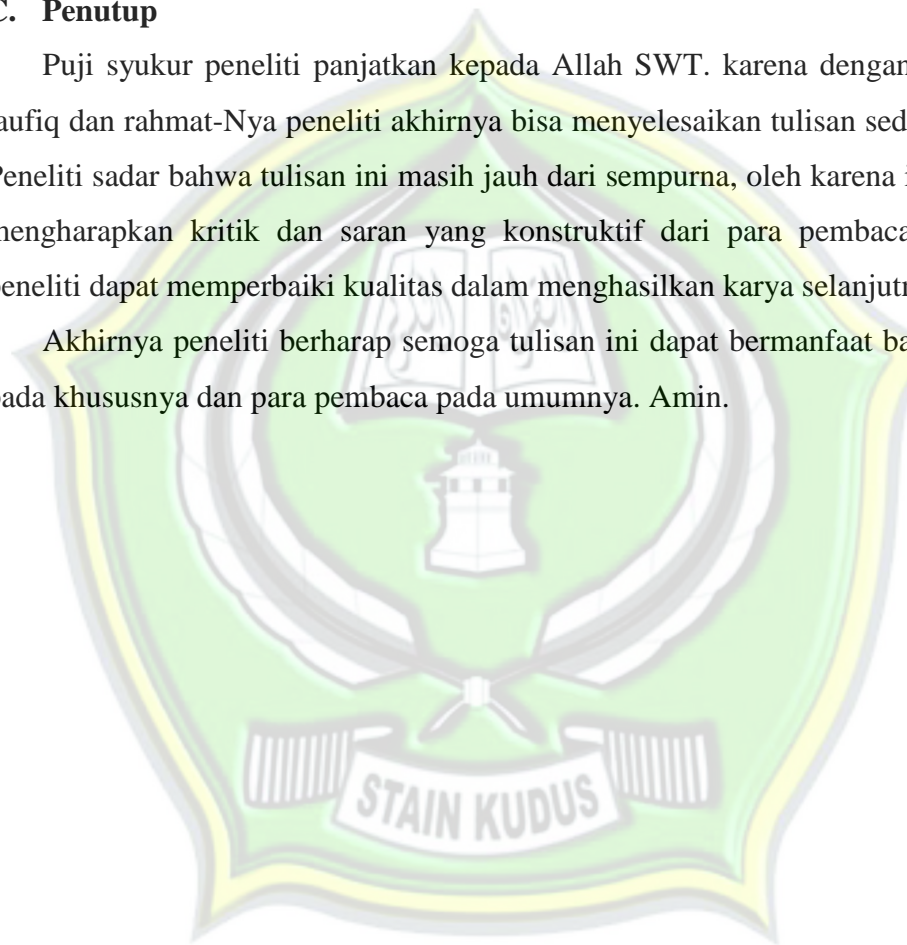 C. Penutup
Puji syukur peneliti panjatkan kepada Allah SWT. karena dengan
aufiq dan rahmat-Nya peneliti akhirnya bisa menyelesaikan tulisan sed
Peneliti sadar bahwa tulisan ini masih jauh dari sempurna, oleh karena i
mengharapkan kritik dan saran yang konstruktif dari para pembaca
peneliti dapat memperbaiki kualitas dalam menghasilkan karya selanjutn
Akhirnya peneliti berharap semoga tulisan ini dapat bermanfaat ba
pada khususnya dan para pembaca pada umumnya. Amin.
STAIN KUDUS